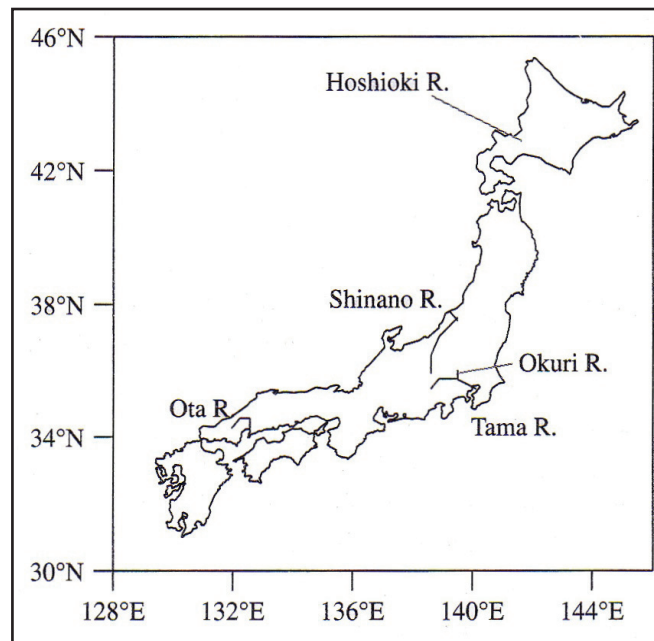 46°N
Hoshioki R.
42°N
38°N
Shinano R.
Okuri R.
Ota R.
Tama R.
34°N
30°N
128°E 132°E 136°E 140°E 144°E